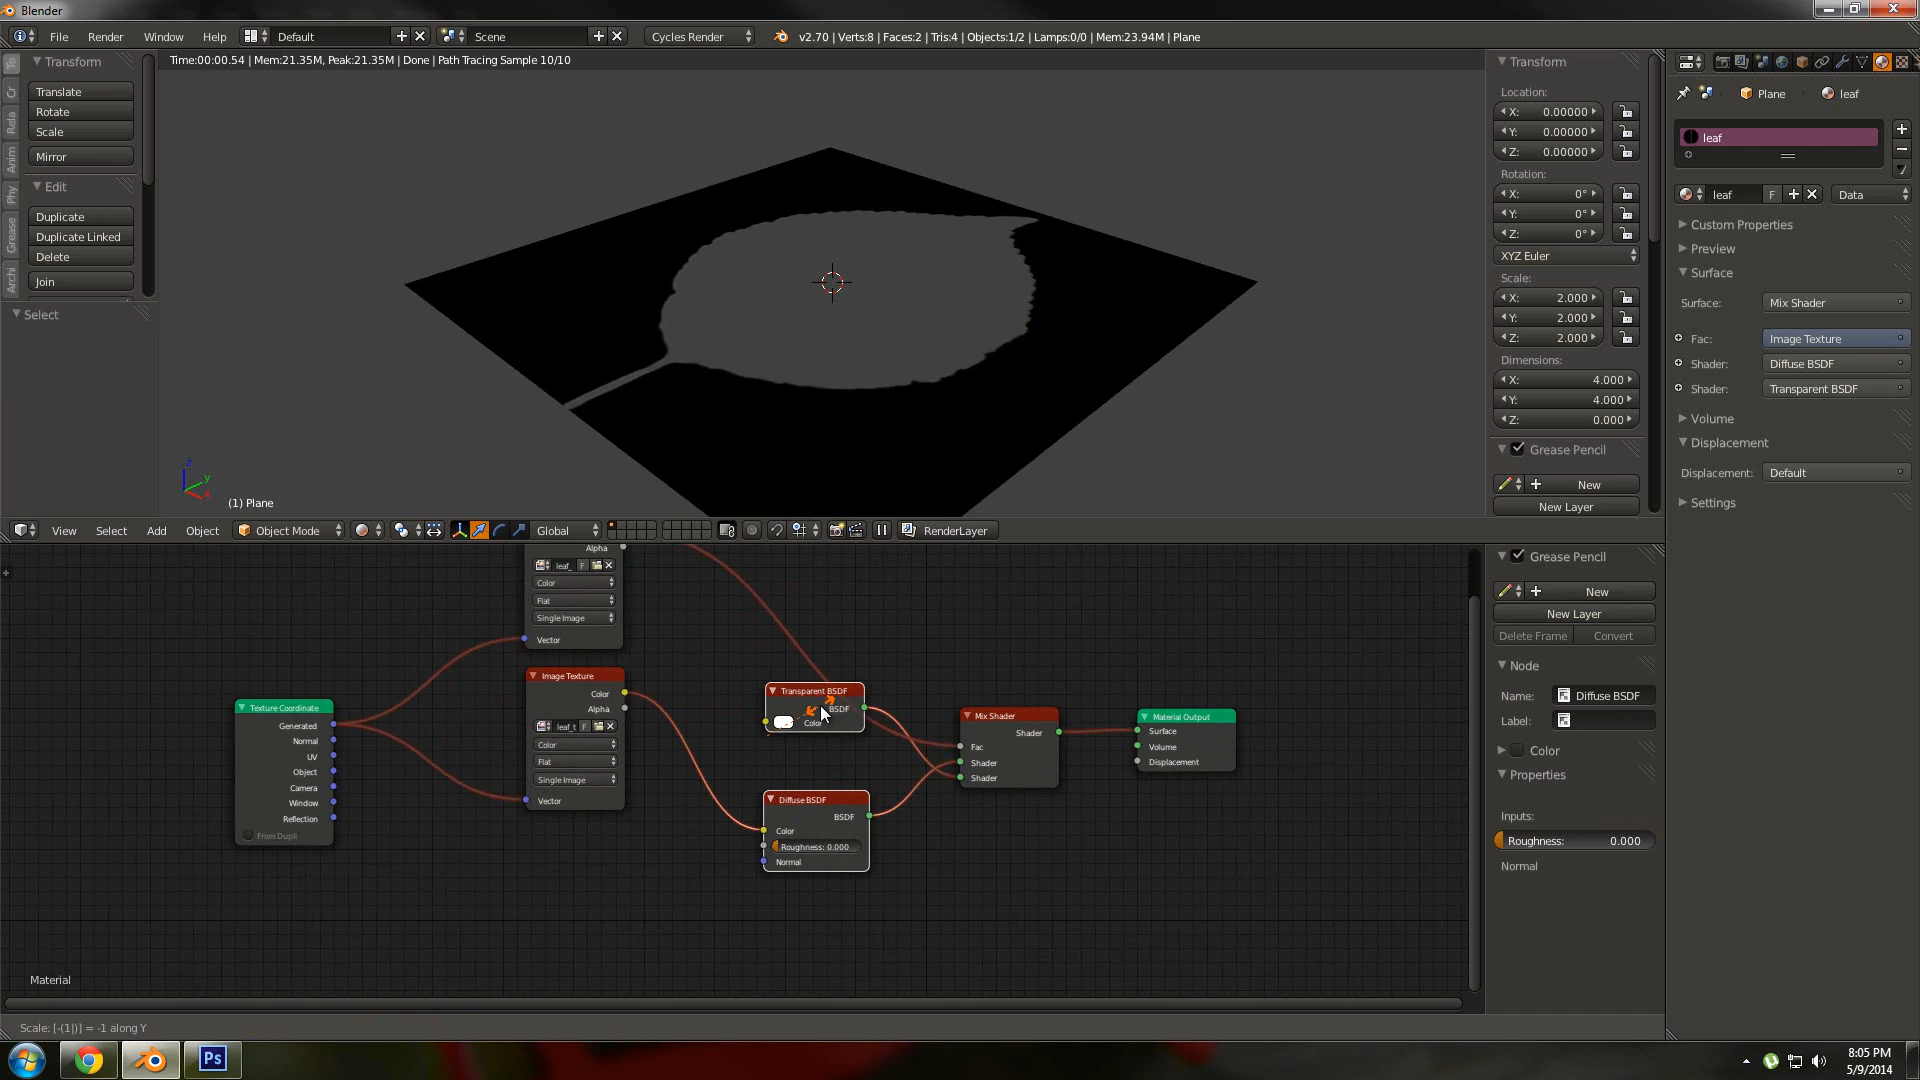 Blender
File Render Window Help Default Scene Cycles Render v2.70 | Verts:8 | Faces:2 | Tris:4 | Objects:1/2 | Lamps:0/0 | Mem:23.94M | Plane
Time:00:00.54 | Mem:21.35M, Peak:21.35M | Done | Path Tracing Sample 10/10
To
Cr
Rela
Anim
Phy
Grease
Archi
Transform
Translate
Rotate
Scale
Mirror
Edit
Duplicate
Duplicate Linked
Delete
Join
Select
(1) Plane
z
y
x
Transform
Location:
X: 0.00000
Y: 0.00000
Z: 0.00000
Rotation:
X: 0°
Y: 0°
Z: 0°
XYZ Euler
Scale:
X: 2.000
Y: 2.000
Z: 2.000
Dimensions:
X: 4.000
Y: 4.000
Z: 0.000
Grease Pencil
New
New Layer
Plane leaf
leaf
leaf F Data
Custom Properties
Preview
Surface
Surface: Mix Shader
Fac: Image Texture
Shader: Diffuse BSDF
Shader: Transparent BSDF
Volume
Displacement
Displacement: Default
Settings
View Select Add Object Object Mode Global RenderLayer
Alpha
leaf_ F
Color
Flat
Single Image
Vector
Image Texture
Color
Alpha
leaf_t F
Color
Flat
Single Image
Vector
Texture Coordinate
Generated
Normal
UV
Object
Camera
Window
Reflection
From Dupli
Transparent BSDF
BSDF
Color
Diffuse BSDF
BSDF
Color
Roughness: 0.000
Normal
Mix Shader
Shader
Fac
Shader
Shader
Material Output
Surface
Volume
Displacement
Material
Grease Pencil
New
New Layer
Delete Frame Convert
Node
Name: Diffuse BSDF
Label:
Color
Properties
Inputs:
Roughness: 0.000
Normal
Scale: [-(1|)] = -1 along Y
Ps
8:05 PM
5/9/2014